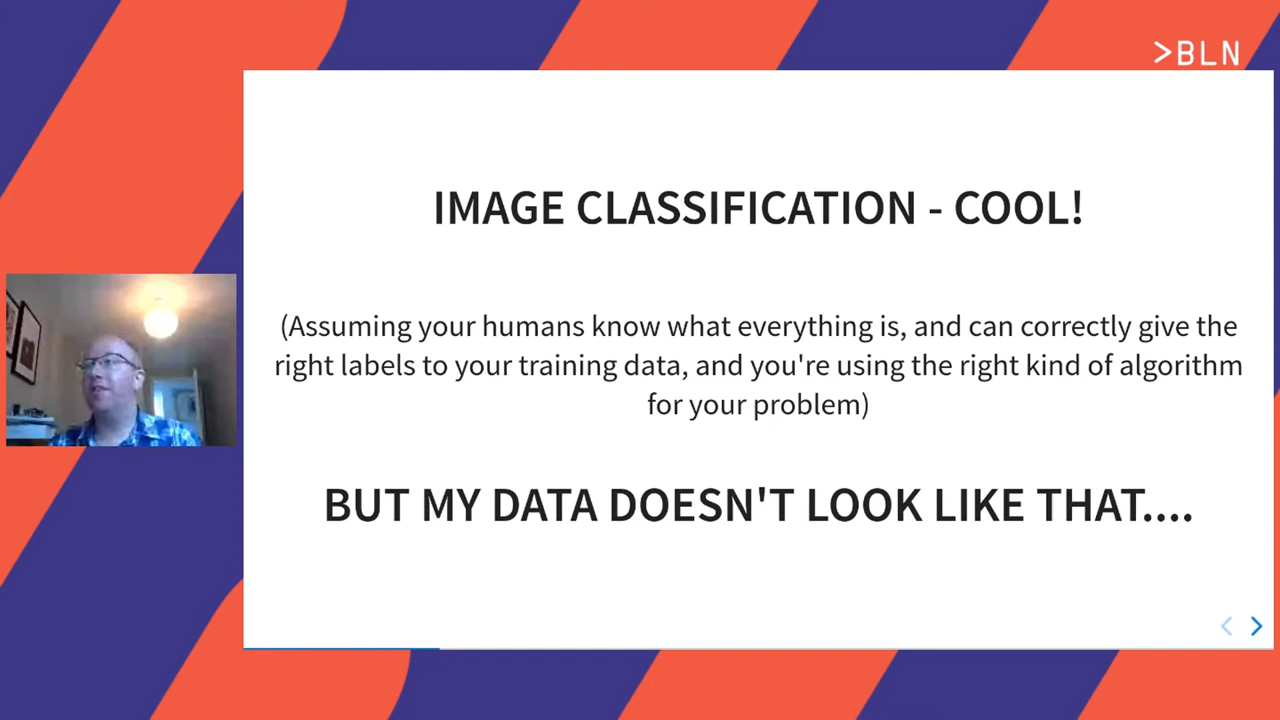 >BLN
IMAGE CLASSIFICATION - COOL!
(Assuming your humans know what everything is, and can correctly give the
right labels to your training data, and you're using the right kind of algorithm
for your problem)
BUT MY DATA DOESN'T LOOK LIKE THAT....